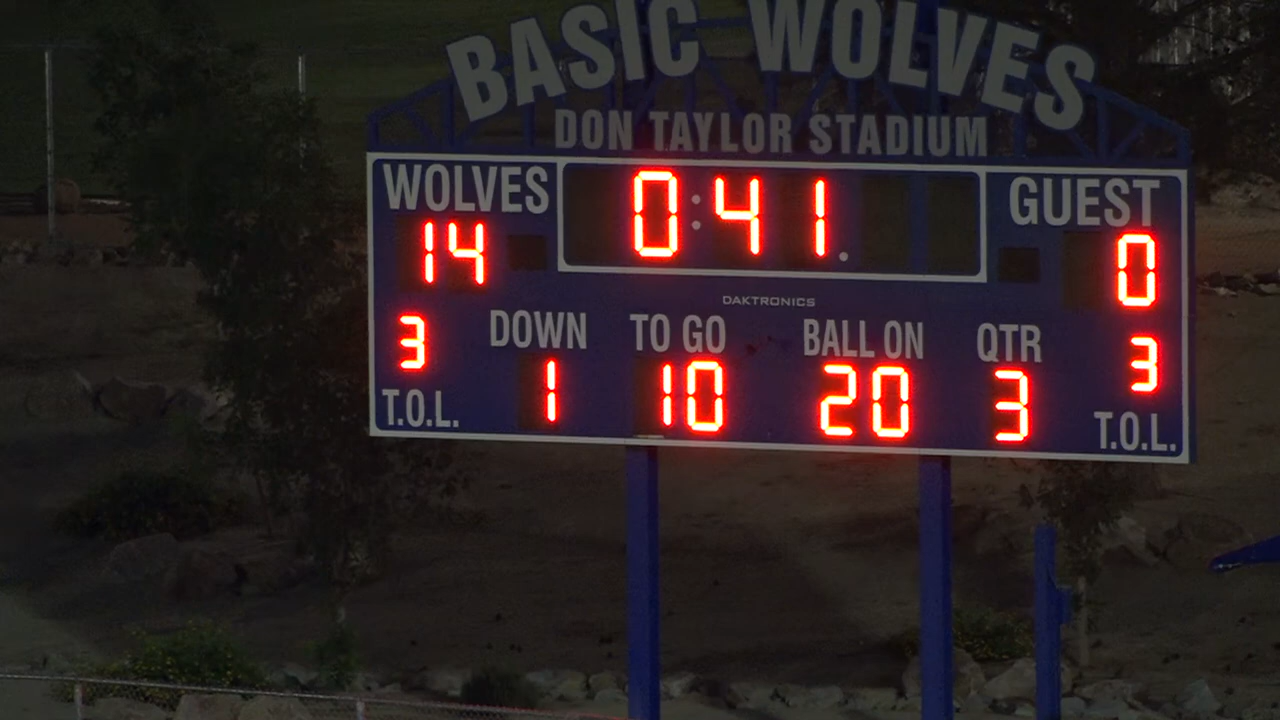 BASIC WOLVES
DON TAYLOR STADIUM
WOLVES 0:41 1. GUEST
14 0
DAKTRONICS
3 DOWN TO GO BALL ON QTR 3
1 10 20 3
T.O.L. T.O.L.